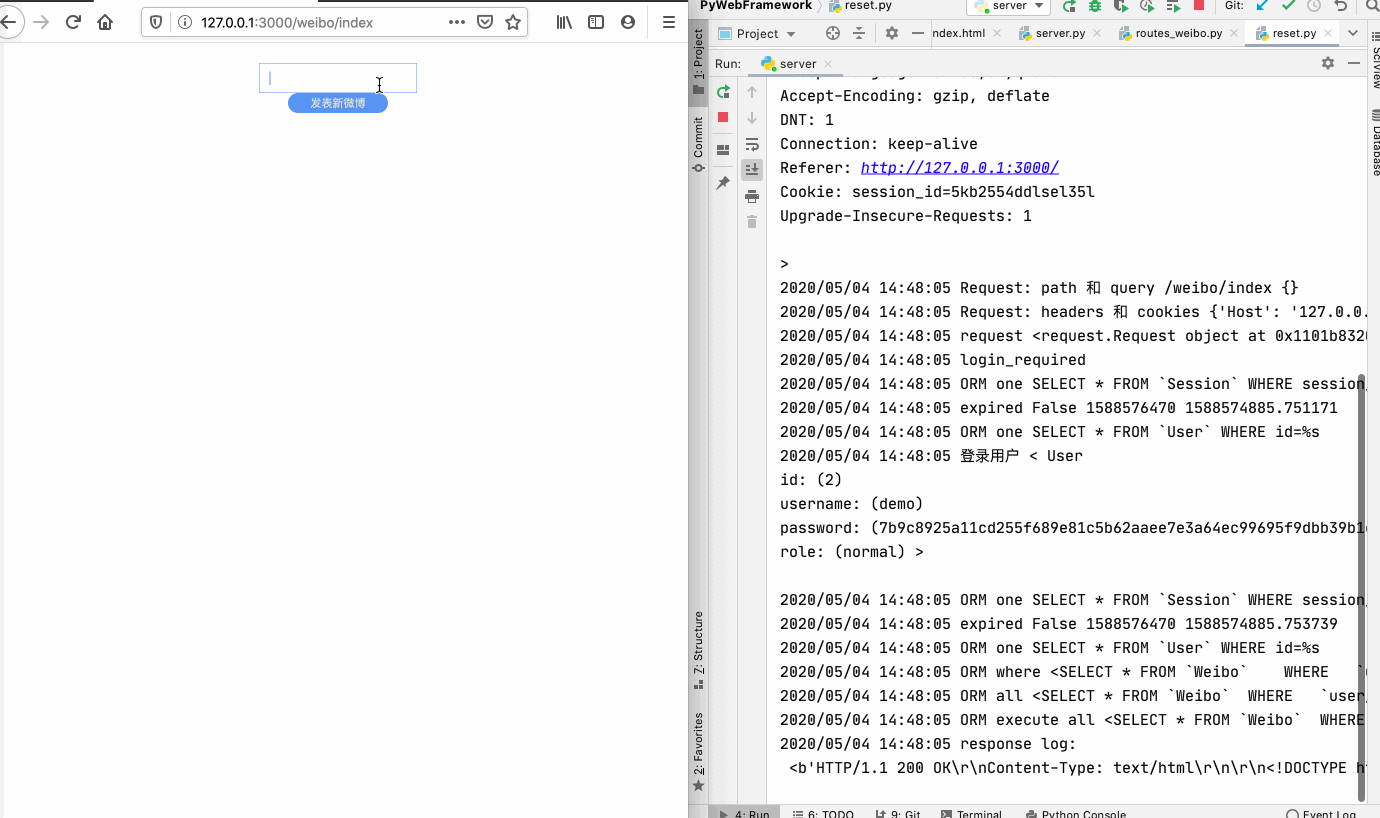 127.0.0.1:3000/weibo/index
发表新微博
PyWebFramework
reset.py
server
Git:
Project
ndex.html
server.py
routes_weibo.py
reset.py
Run:
server
1: Project
Commit
Z: Structure
2: Favorites
SciView
Database
Accept-Encoding: gzip, deflate
DNT: 1
Connection: keep-alive
Referer: http://127.0.0.1:3000/
Cookie: session_id=5kb2554ddlsel35l
Upgrade-Insecure-Requests: 1
>
2020/05/04 14:48:05 Request: path 和 query /weibo/index {}
2020/05/04 14:48:05 Request: headers 和 cookies {'Host': '127.0.0.
2020/05/04 14:48:05 request <request.Request object at 0x1101b8320
2020/05/04 14:48:05 login_required
2020/05/04 14:48:05 ORM one SELECT * FROM `Session` WHERE session_
2020/05/04 14:48:05 expired False 1588576470 1588574885.751171
2020/05/04 14:48:05 ORM one SELECT * FROM `User` WHERE id=%s
2020/05/04 14:48:05 登录用户 < User
id: (2)
username: (demo)
password: (7b9c8925a11cd255f689e81c5b62aaee7e3a64ec99695f9dbb39b1
role: (normal) >
2020/05/04 14:48:05 ORM one SELECT * FROM `Session` WHERE session_
2020/05/04 14:48:05 expired False 1588576470 1588574885.753739
2020/05/04 14:48:05 ORM one SELECT * FROM `User` WHERE id=%s
2020/05/04 14:48:05 ORM where <SELECT * FROM `Weibo` WHERE `
2020/05/04 14:48:05 ORM all <SELECT * FROM `Weibo` WHERE `user_
2020/05/04 14:48:05 ORM execute all <SELECT * FROM `Weibo` WHERE
2020/05/04 14:48:05 response log:
<b'HTTP/1.1 200 OK\r\nContent-Type: text/html\r\n\r\n<!DOCTYPE h
4: Run
6: TODO
9: Git
Terminal
Python Console
Event Log